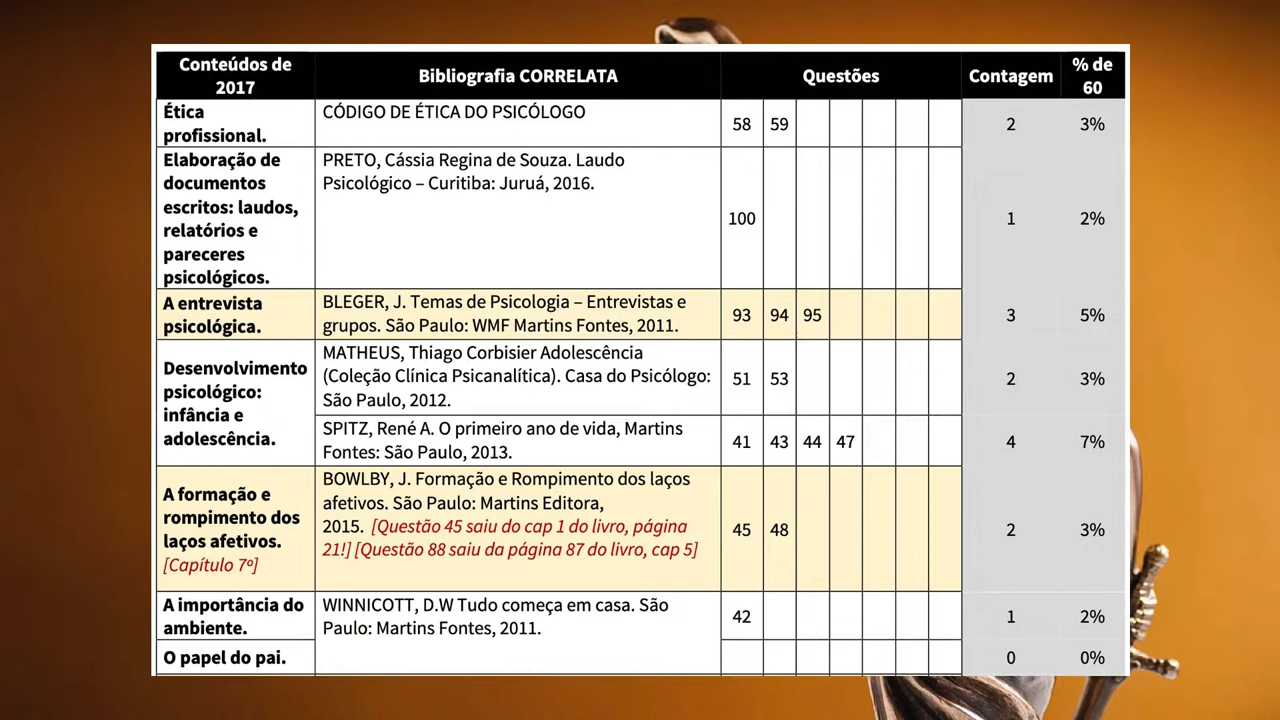 Conteúdos de
2017
Bibliografia CORRELATA
Questões
Contagem
% de
60
Ética
profissional.
CÓDIGO DE ÉTICA DO PSICÓLOGO
58
59
2
3%
Elaboração de
documentos
escritos: laudos,
relatórios e
pareceres
psicológicos.
PRETO, Cássia Regina de Souza. Laudo
Psicológico – Curitiba: Juruá, 2016.
100
1
2%
A entrevista
psicológica.
BLEGER, J. Temas de Psicologia – Entrevistas e
grupos. São Paulo: WMF Martins Fontes, 2011.
93
94
95
3
5%
Desenvolvimento
psicológico:
infância e
adolescência.
MATHEUS, Thiago Corbisier Adolescência
(Coleção Clínica Psicanalítica). Casa do Psicólogo:
São Paulo, 2012.
51
53
2
3%
SPITZ, René A. O primeiro ano de vida, Martins
Fontes: São Paulo, 2013.
41
43
44
47
4
7%
A formação e
rompimento dos
laços afetivos.
[Capítulo 7º]
BOWLBY, J. Formação e Rompimento dos laços
afetivos. São Paulo: Martins Editora,
2015. [Questão 45 saiu do cap 1 do livro, página
21!] [Questão 88 saiu da página 87 do livro, cap 5]
45
48
2
3%
A importância do
ambiente.
WINNICOTT, D.W Tudo começa em casa. São
Paulo: Martins Fontes, 2011.
42
1
2%
O papel do pai.
0
0%